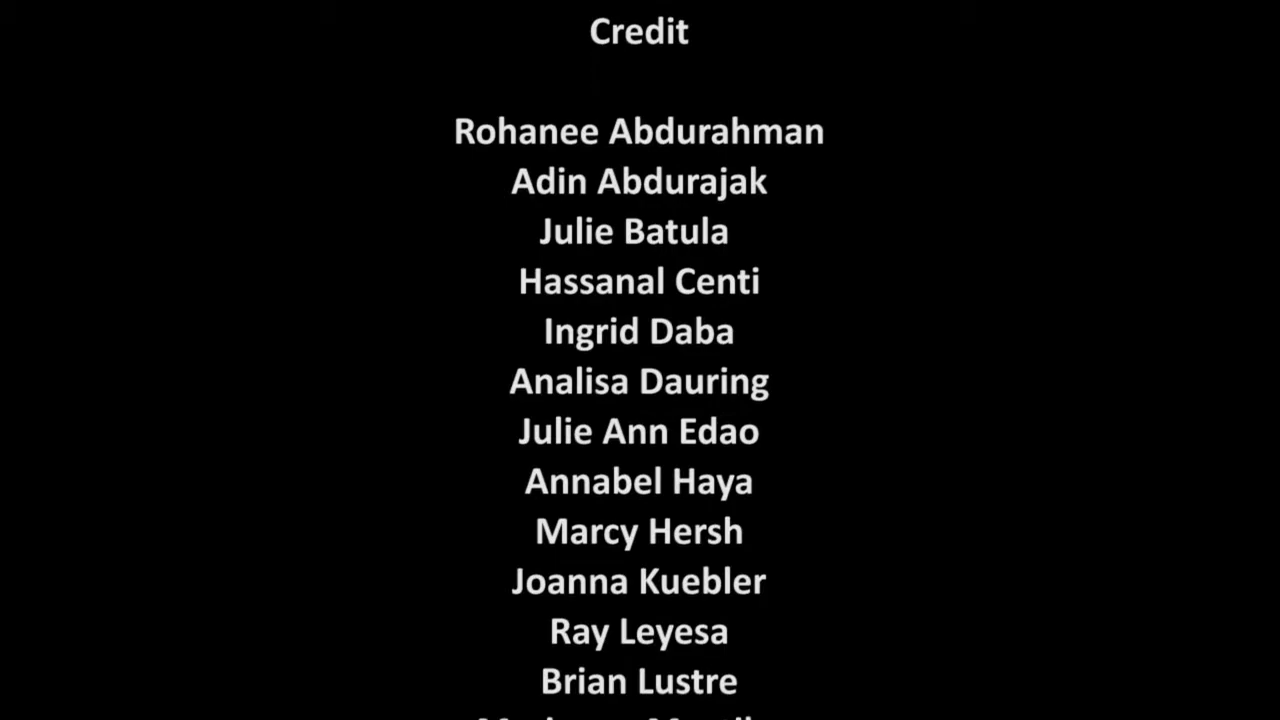 Credit
Rohanee Abdurahman
Adin Abdurajak
Julie Batula
Hassanal Centi
Ingrid Daba
Analisa Dauring
Julie Ann Edao
Annabel Haya
Marcy Hersh
Joanna Kuebler
Ray Leyesa
Brian Lustre